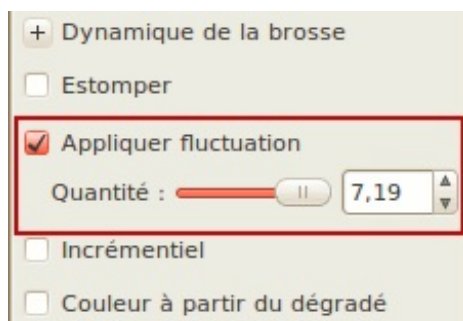 Dynamique de la brosse
Estomper
Appliquer fluctuation
Quantité : 7,19
Incrémentiel
Couleur à partir du dégradé